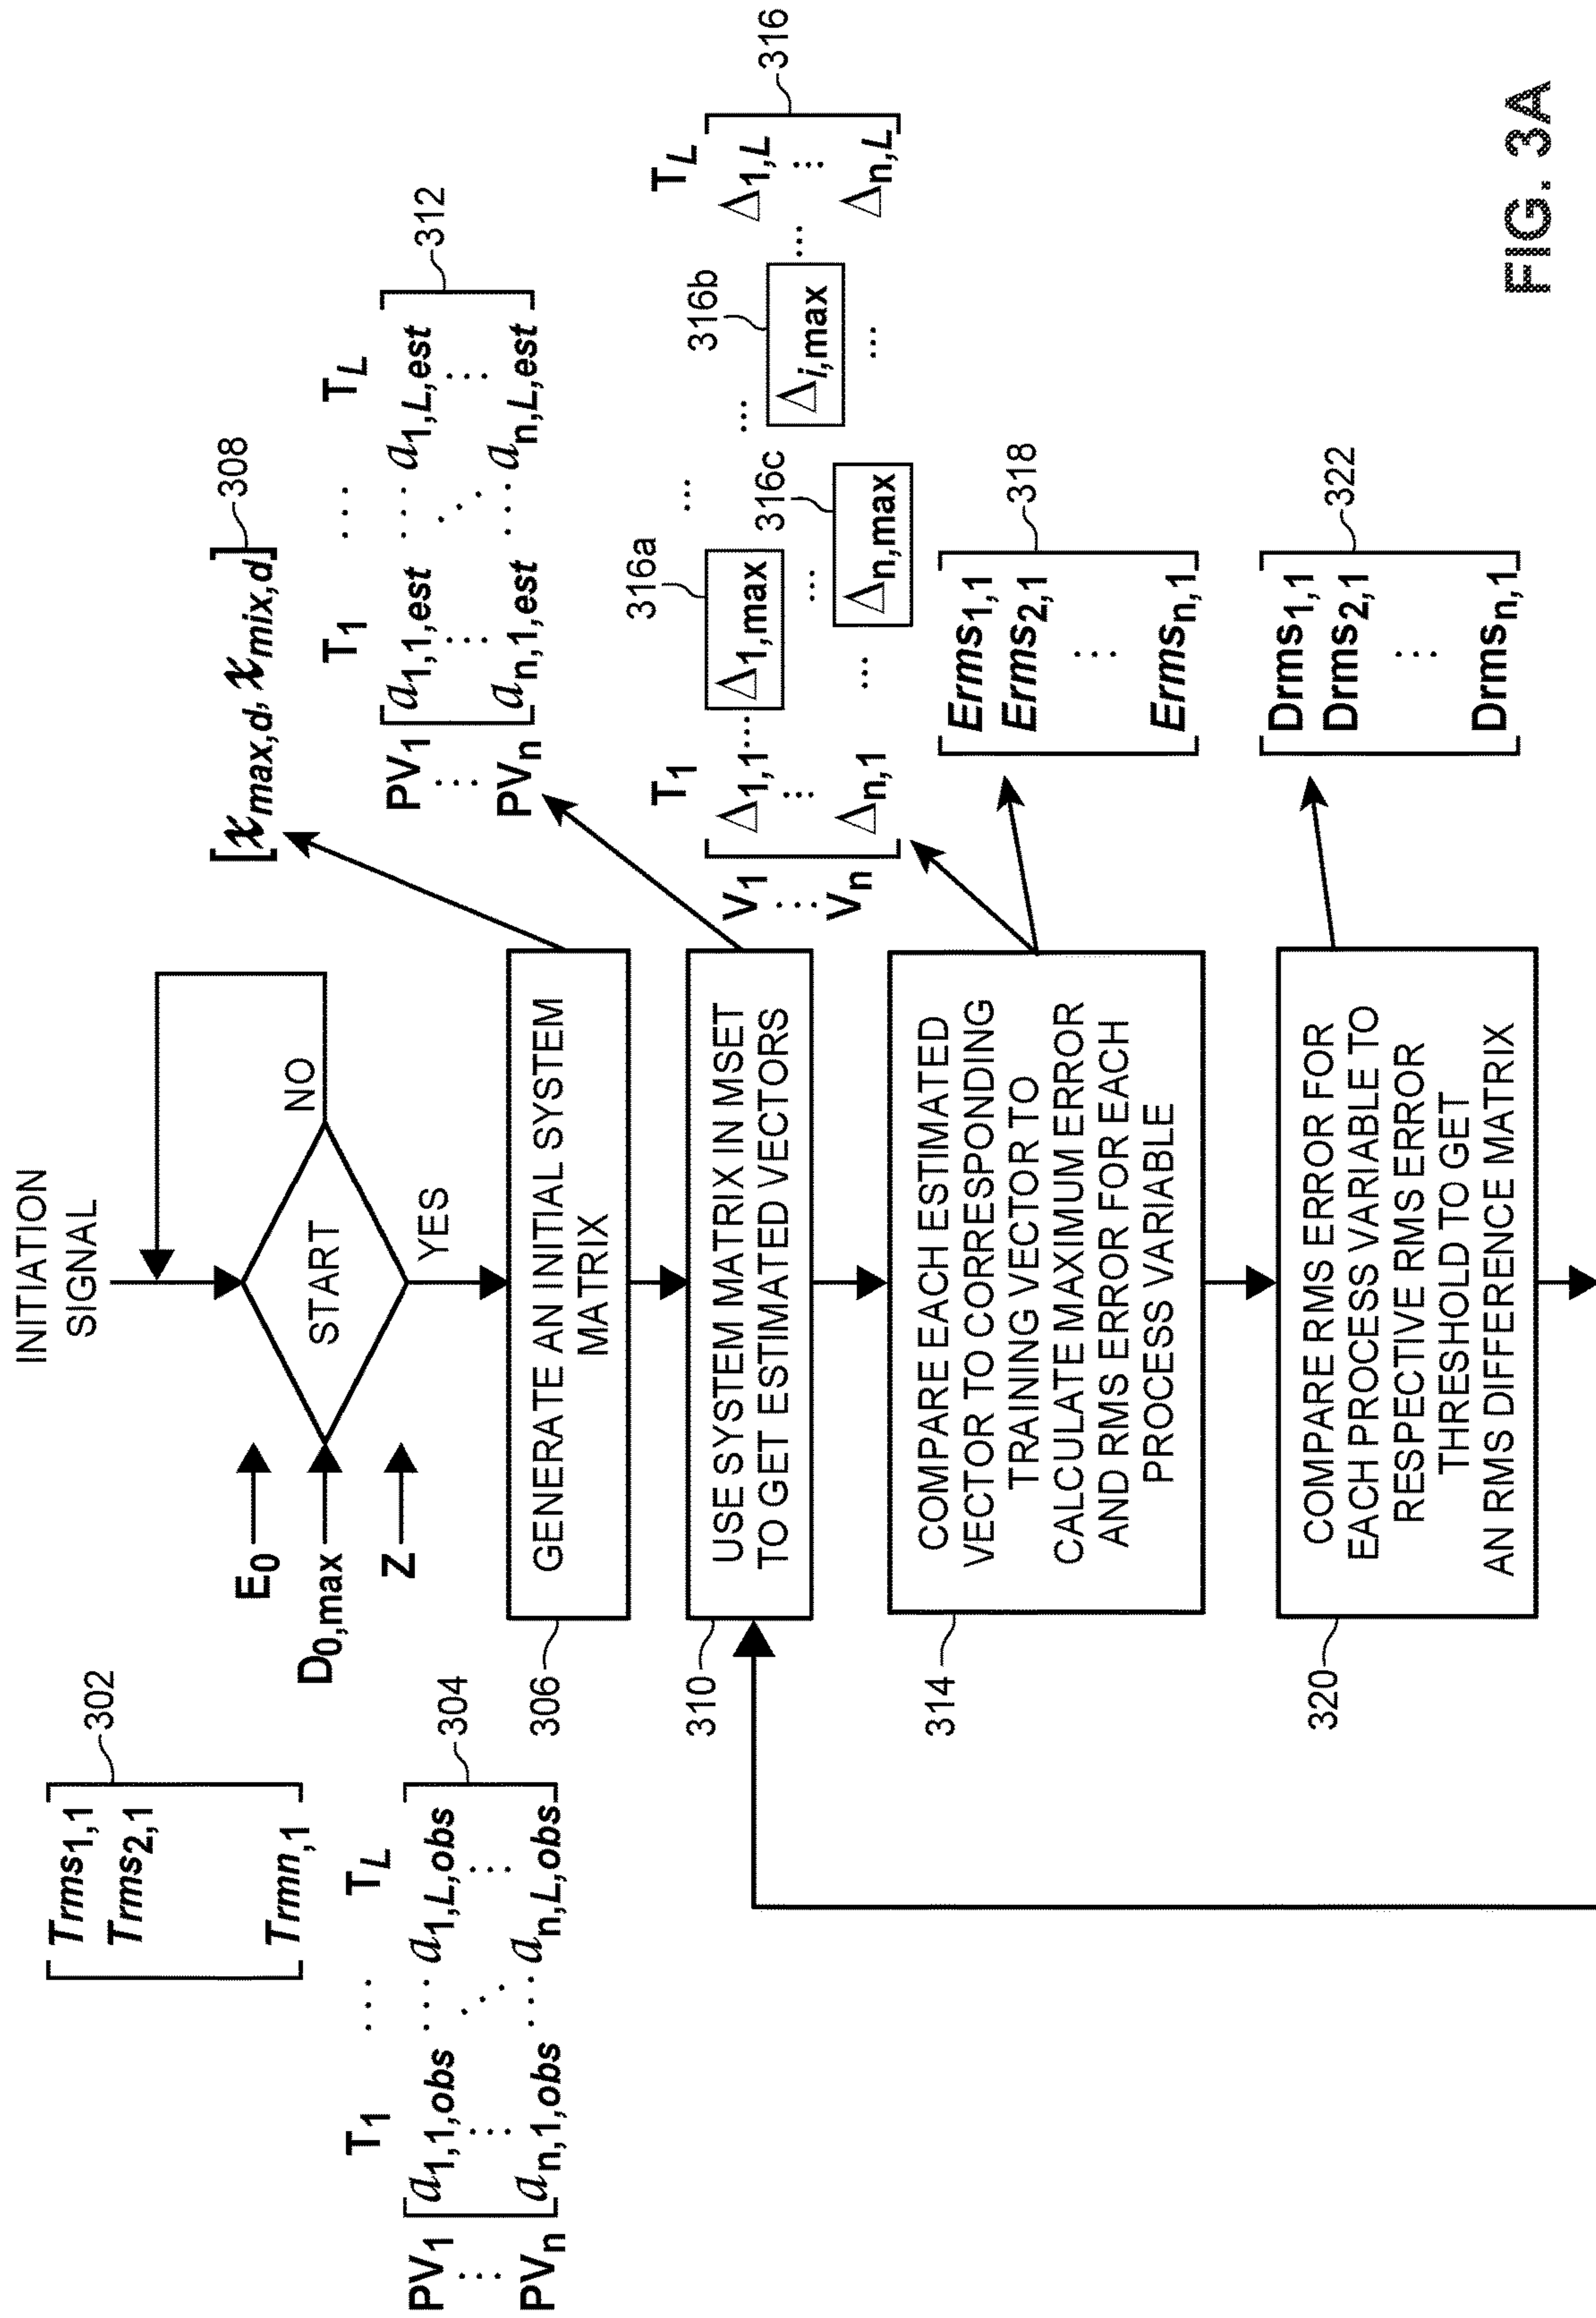 INITIATION
SIGNAL
E0
D0,max
Z
START
NO
YES
302
Trms1,1
Trms2,1
Trmn,1
304
T1 ... TL
PV1 a1,1,obs ... a1,L,obs
PVn an,1,obs ... an,L,obs
306
GENERATE AN INITIAL SYSTEM
MATRIX
308
[xmax,d, xmix,d]
310
USE SYSTEM MATRIX IN MSET
TO GET ESTIMATED VECTORS
312
T1 ... TL
PV1 a1,1,est ... a1,L,est
PVn an,1,est ... an,L,est
314
COMPARE EACH ESTIMATED
VECTOR TO CORRESPONDING
TRAINING VECTOR TO
CALCULATE MAXIMUM ERROR
AND RMS ERROR FOR EACH
PROCESS VARIABLE
316
316a
316b
316c
T1 ... TL
V1 Δ1,1 ... Δ1,max ... Δ1,L
... Δi,max ...
Vn Δn,1 ... Δn,max ... Δn,L
318
Erms1,1
Erms2,1
Ermsn,1
320
COMPARE RMS ERROR FOR
EACH PROCESS VARIABLE TO
RESPECTIVE RMS ERROR
THRESHOLD TO GET
AN RMS DIFFERENCE MATRIX
322
Drms1,1
Drms2,1
Drmsn,1
FIG. 3A